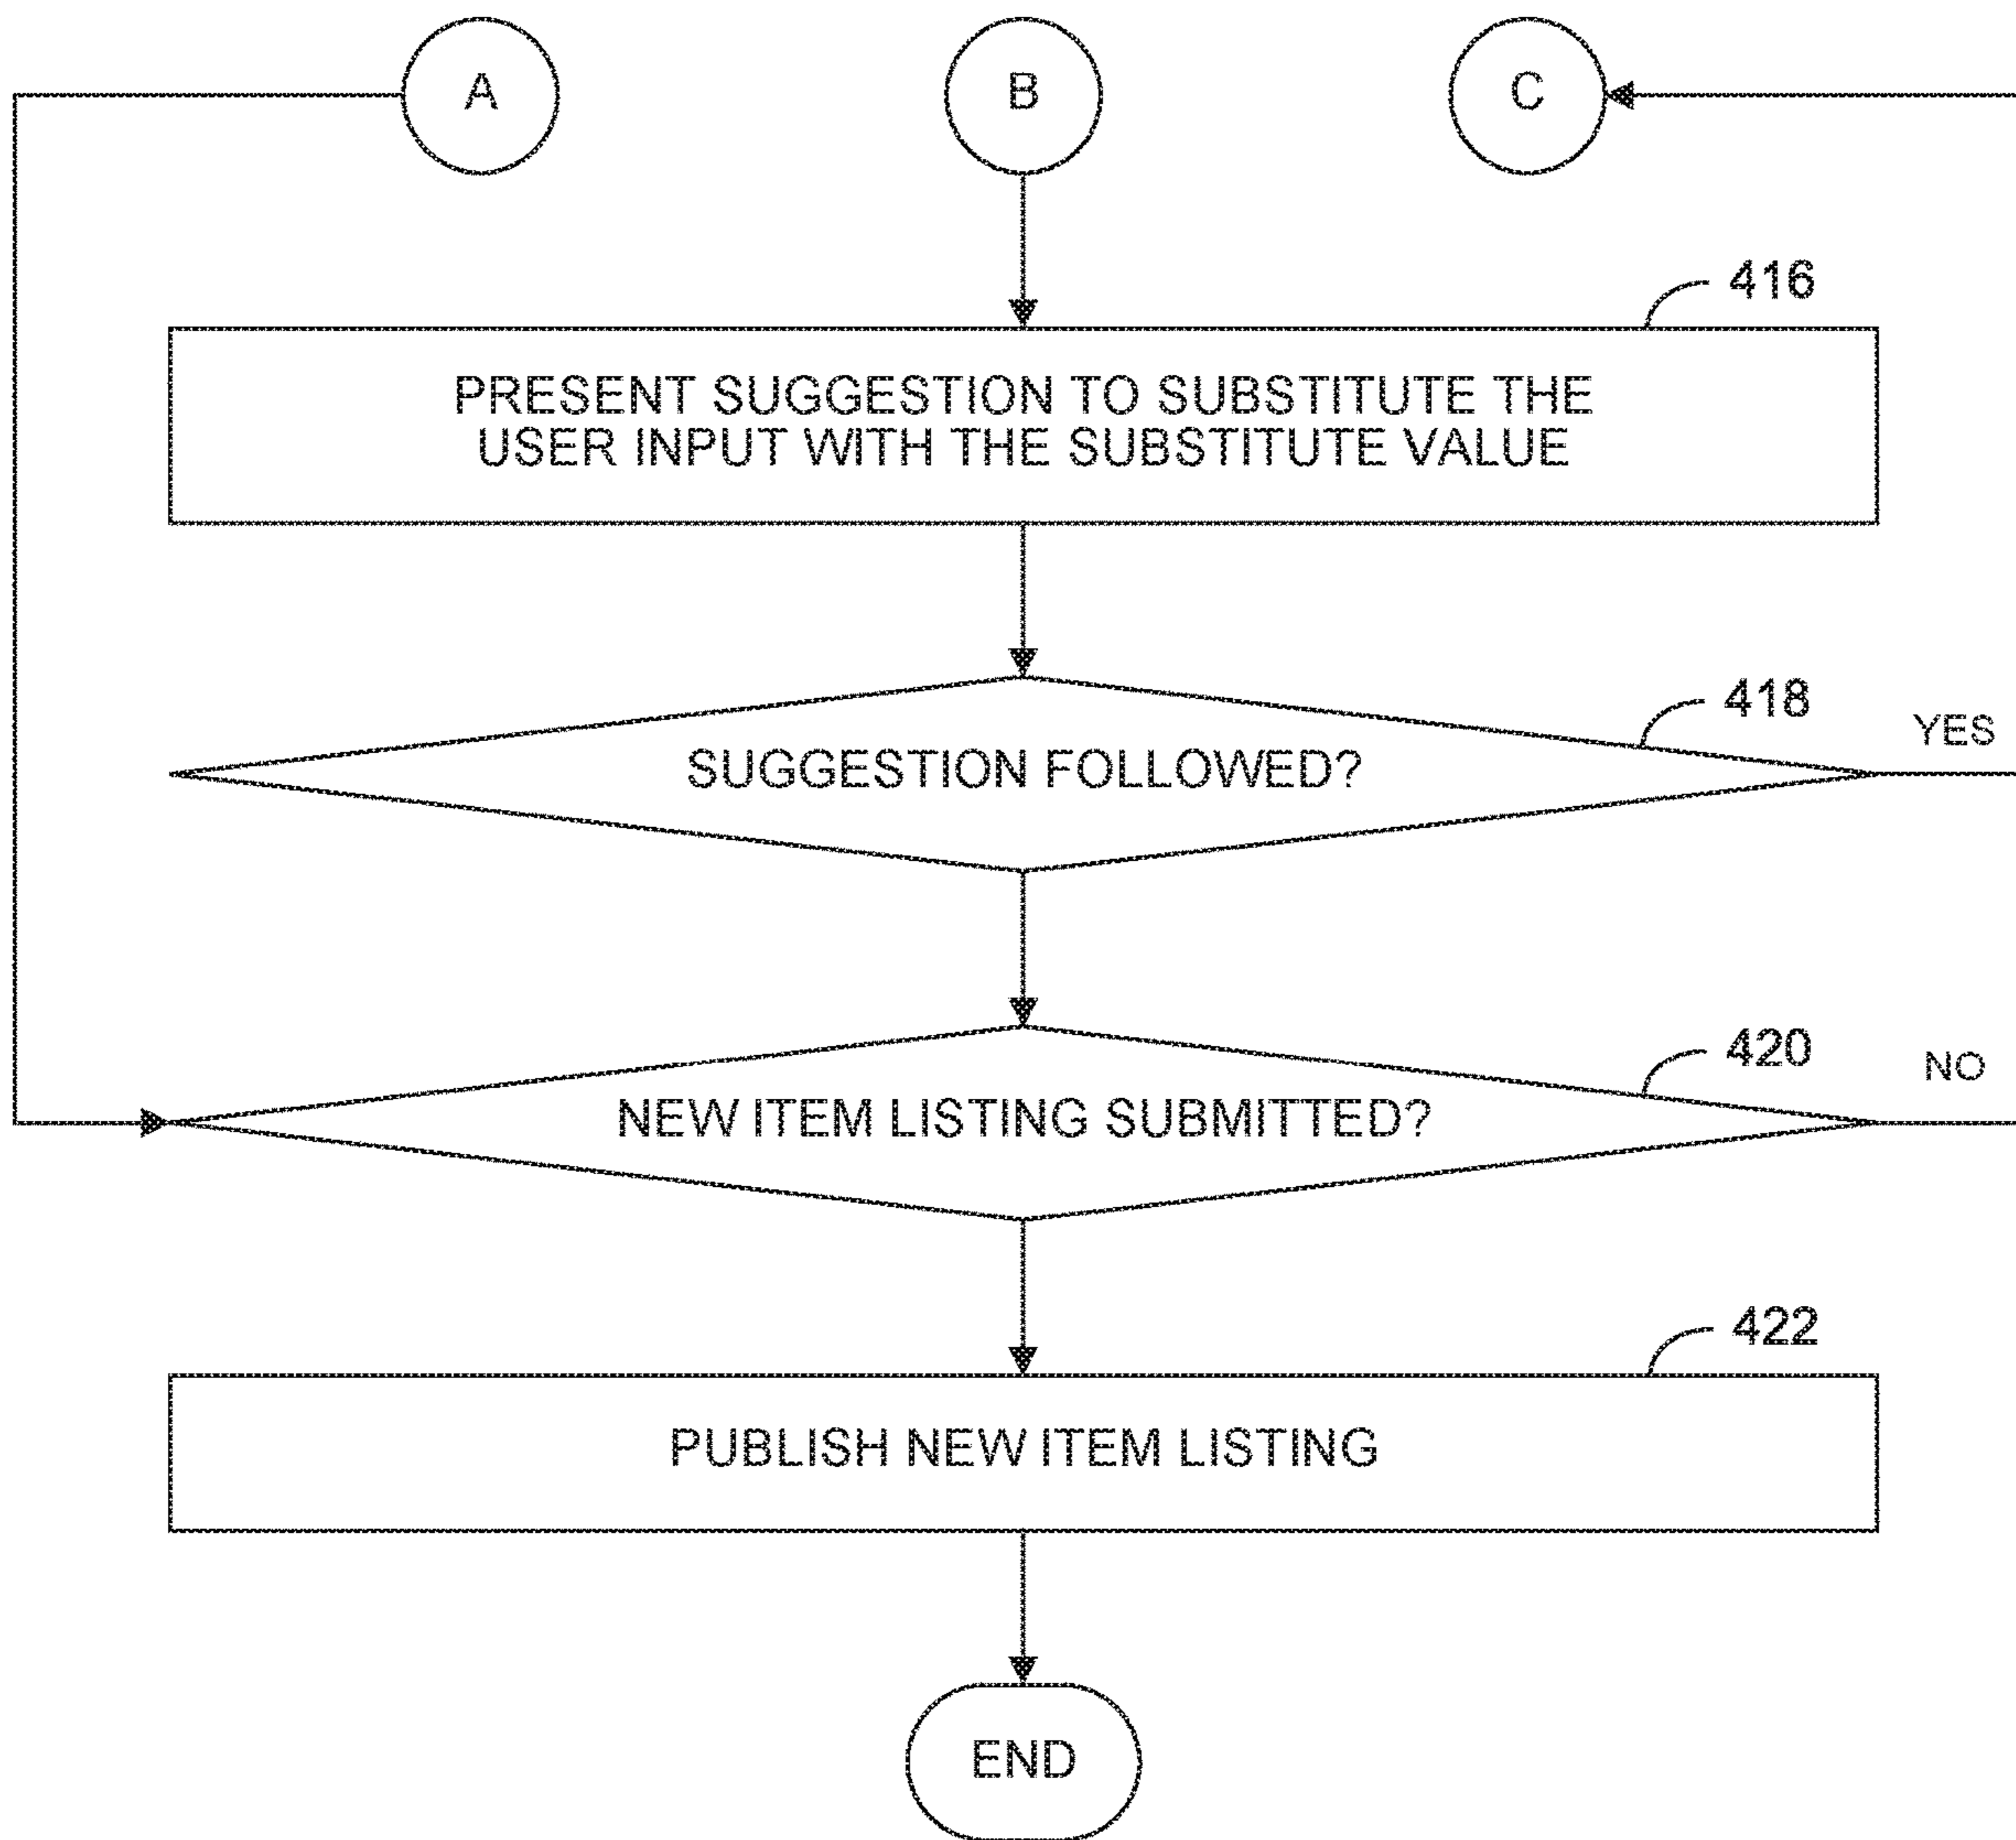 A
B
C
416
PRESENT SUGGESTION TO SUBSTITUTE THE
USER INPUT WITH THE SUBSTITUTE VALUE
418
YES
SUGGESTION FOLLOWED?
420
NO
NEW ITEM LISTING SUBMITTED?
422
PUBLISH NEW ITEM LISTING
END